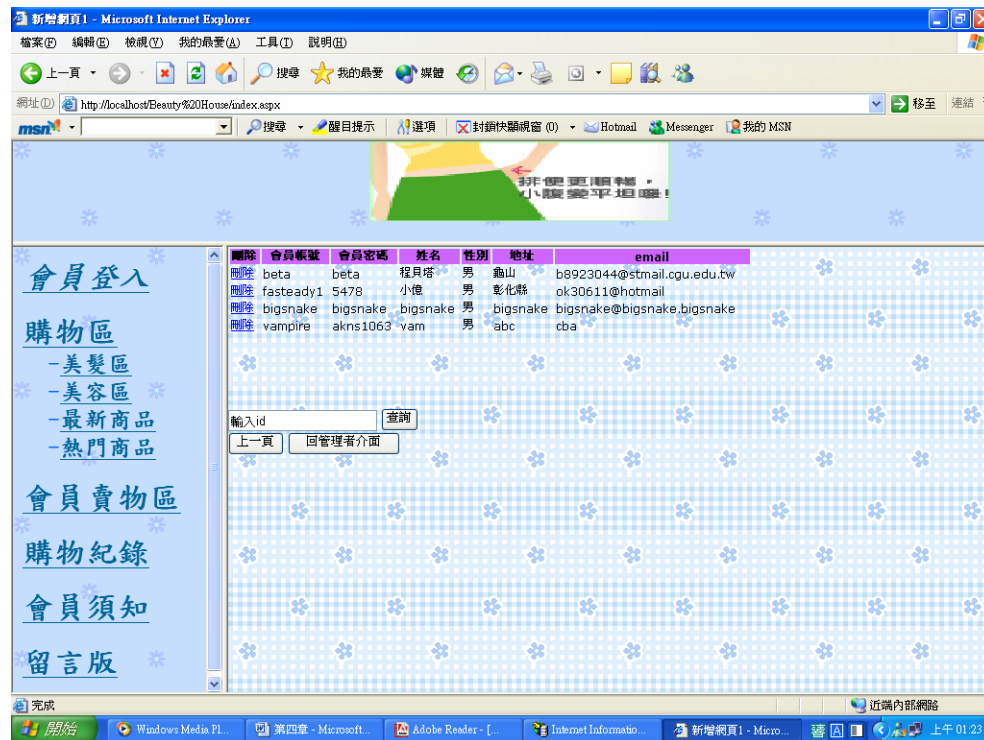 新增網頁1 - Microsoft Internet Explorer
檔案(F) 編輯(E) 檢視(V) 我的最愛(A) 工具(T) 說明(H)
上一頁 搜尋 我的最愛 媒體
網址(D) http://localhost/Beauty%20House/index.aspx 移至 連結
msn 搜尋 醒目提示 選項 封鎖快顯視窗 (0) Hotmail Messenger 我的 MSN
排便更順暢，
小腹變平坦囉!
會員登入
購物區
-美髮區
-美容區
-最新商品
-熱門商品
會員賣物區
購物紀錄
會員須知
留言版
刪除 會員帳號 會員密碼 姓名 性別 地址 email
刪除 beta beta 程貝塔 男 龜山 b8923044@stmail.cgu.edu.tw
刪除 fasteady1 5478 小億 男 彰化縣 ok30611@hotmail
刪除 bigsnake bigsnake bigsnake 男 bigsnake bigsnake@bigsnake.bigsnake
刪除 vampire akns1063 vam 男 abc cba
輸入id 查詢
上一頁 回管理者介面
完成 近端內部網路
開始 Windows Media Pl... 第四章 - Microsoft... Adobe Reader - [... Internet Informatio... 新增網頁1 - Micro... A 上午 01:23